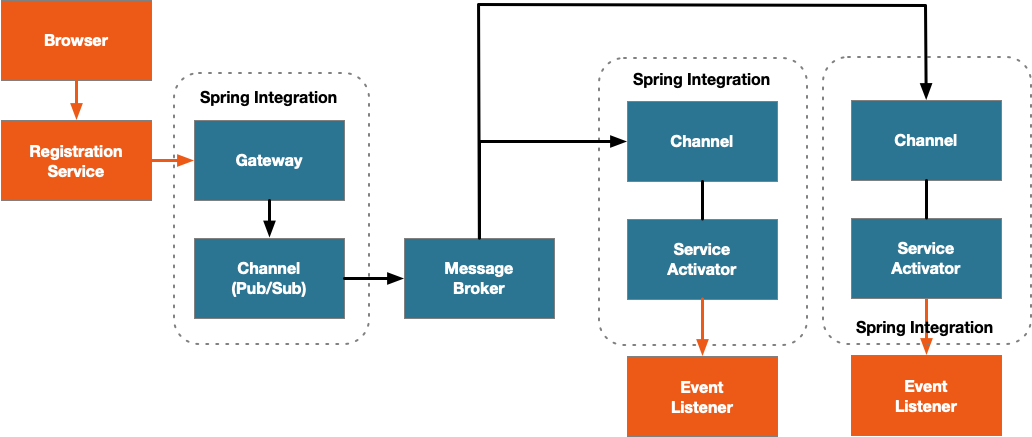 Browser
Registration
Service
Spring Integration
Gateway
Channel
(Pub/Sub)
Message
Broker
Spring Integration
Channel
Service
Activator
Event
Listener
Channel
Service
Activator
Spring Integration
Event
Listener